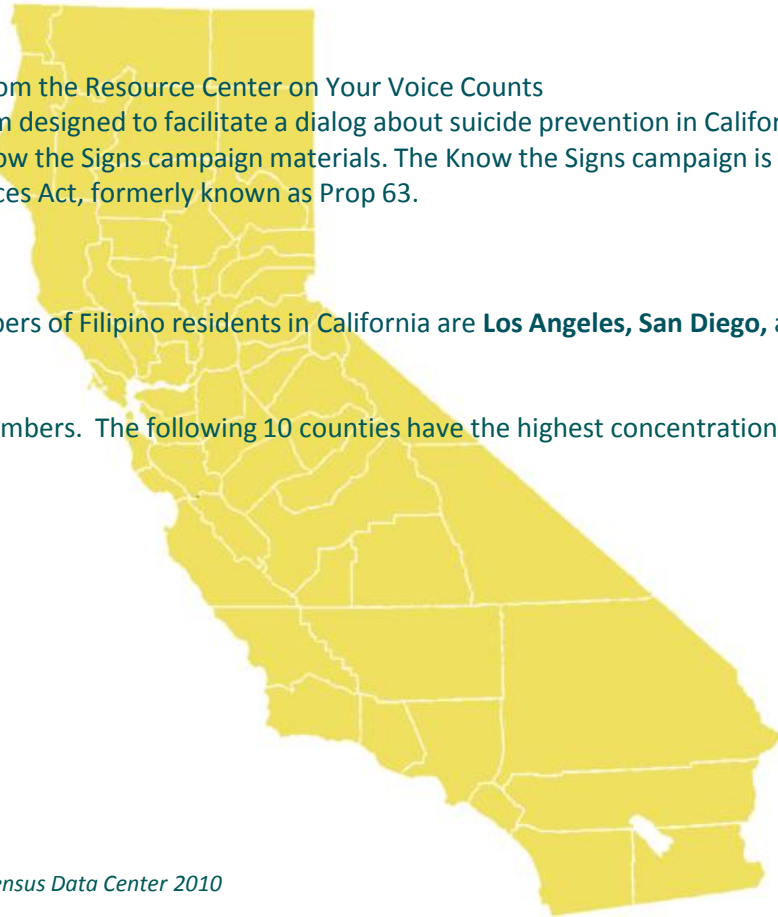 om the Resource Center on Your Voice Counts
m designed to facilitate a dialog about suicide prevention in Califor
ow the Signs campaign materials. The Know the Signs campaign is
ces Act, formerly known as Prop 63.
bers of Filipino residents in California are Los Angeles, San Diego, a
mbers. The following 10 counties have the highest concentration
ensus Data Center 2010